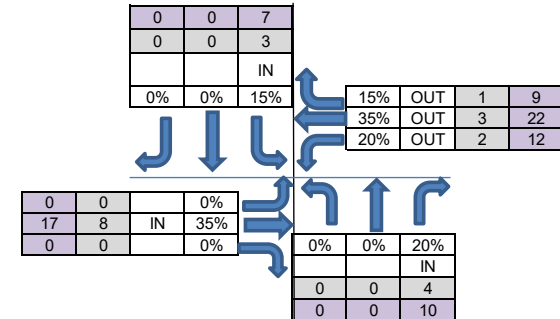 0 0 7
0 0 3
IN
0% 0% 15%
15% OUT 1 9
35% OUT 3 22
20% OUT 2 12
0 0 0%
17 8 IN 35%
0 0 0%
0% 0% 20%
IN
0 0 4
0 0 10